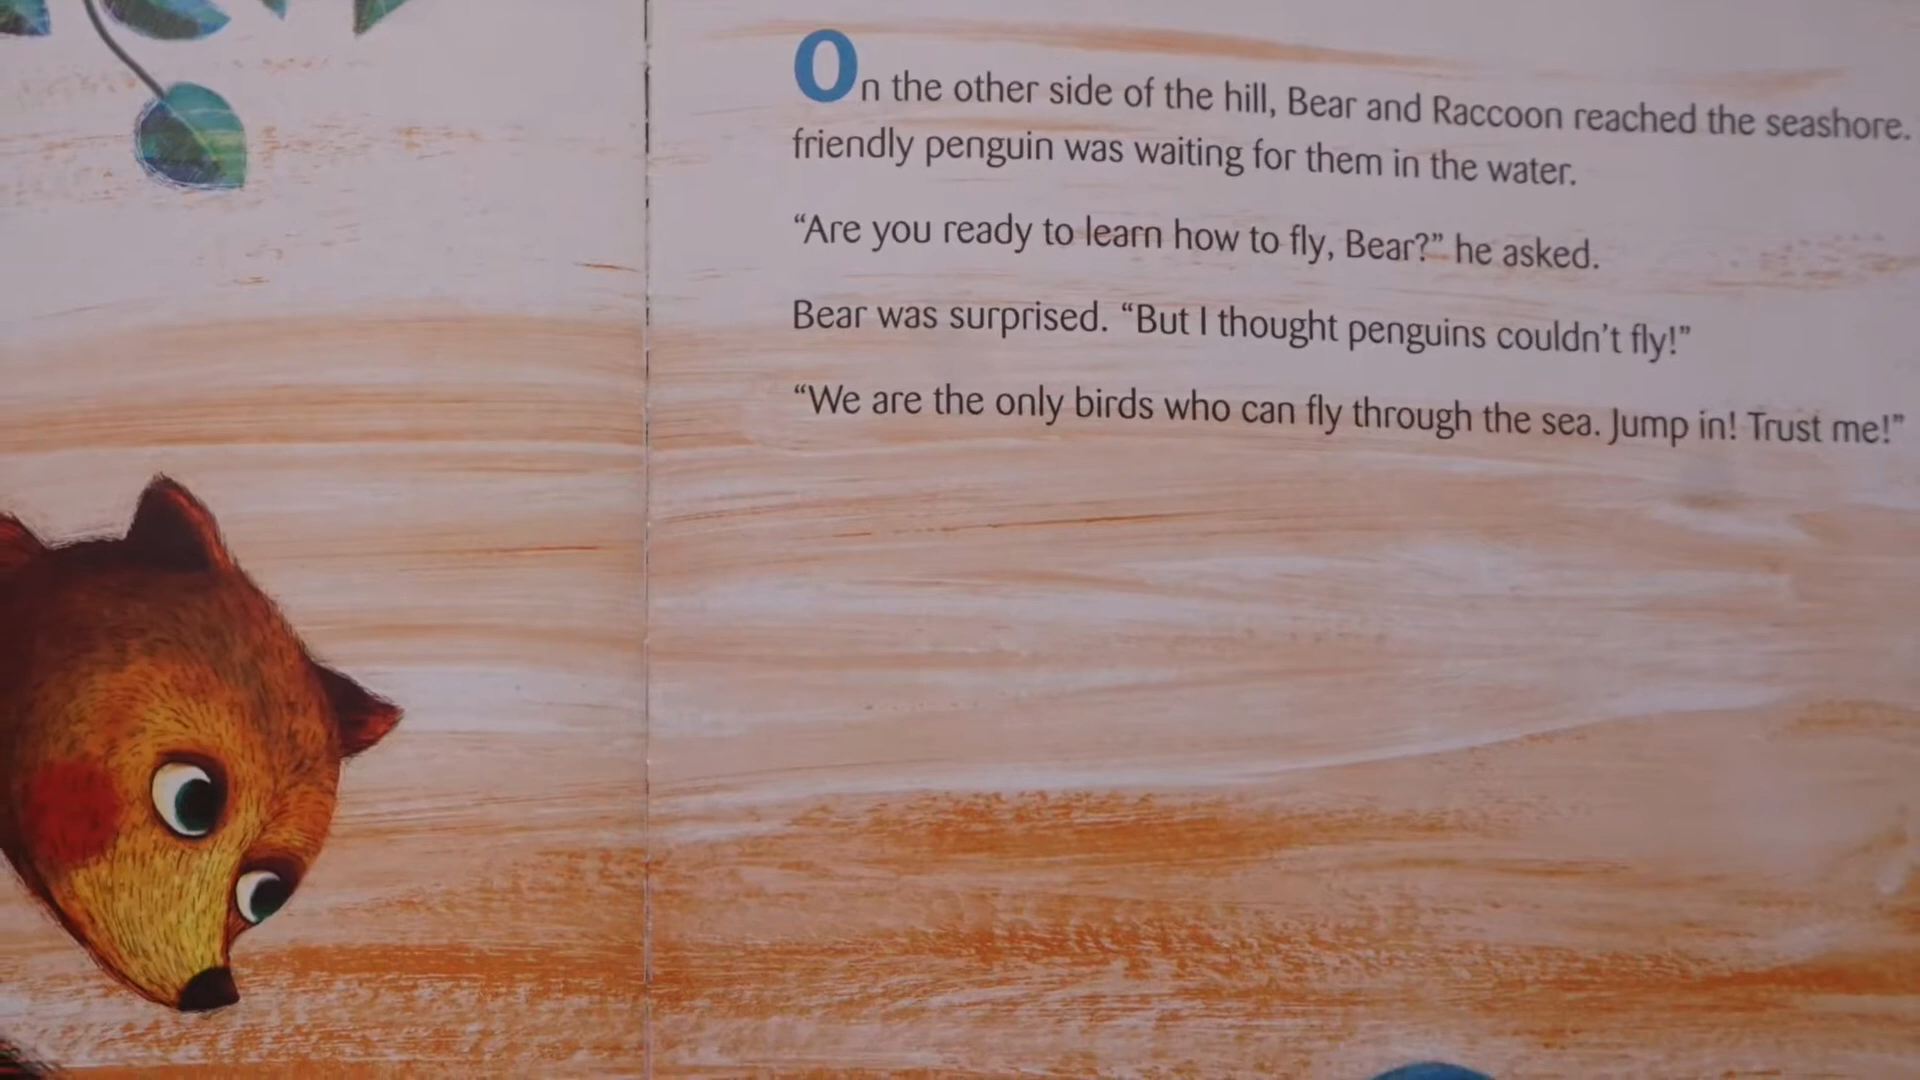 On the other side of the hill, Bear and Raccoon reached the seashore.
friendly penguin was waiting for them in the water.
“Are you ready to learn how to fly, Bear?” he asked.
Bear was surprised. “But I thought penguins couldn’t fly!”
“We are the only birds who can fly through the sea. Jump in! Trust me!”